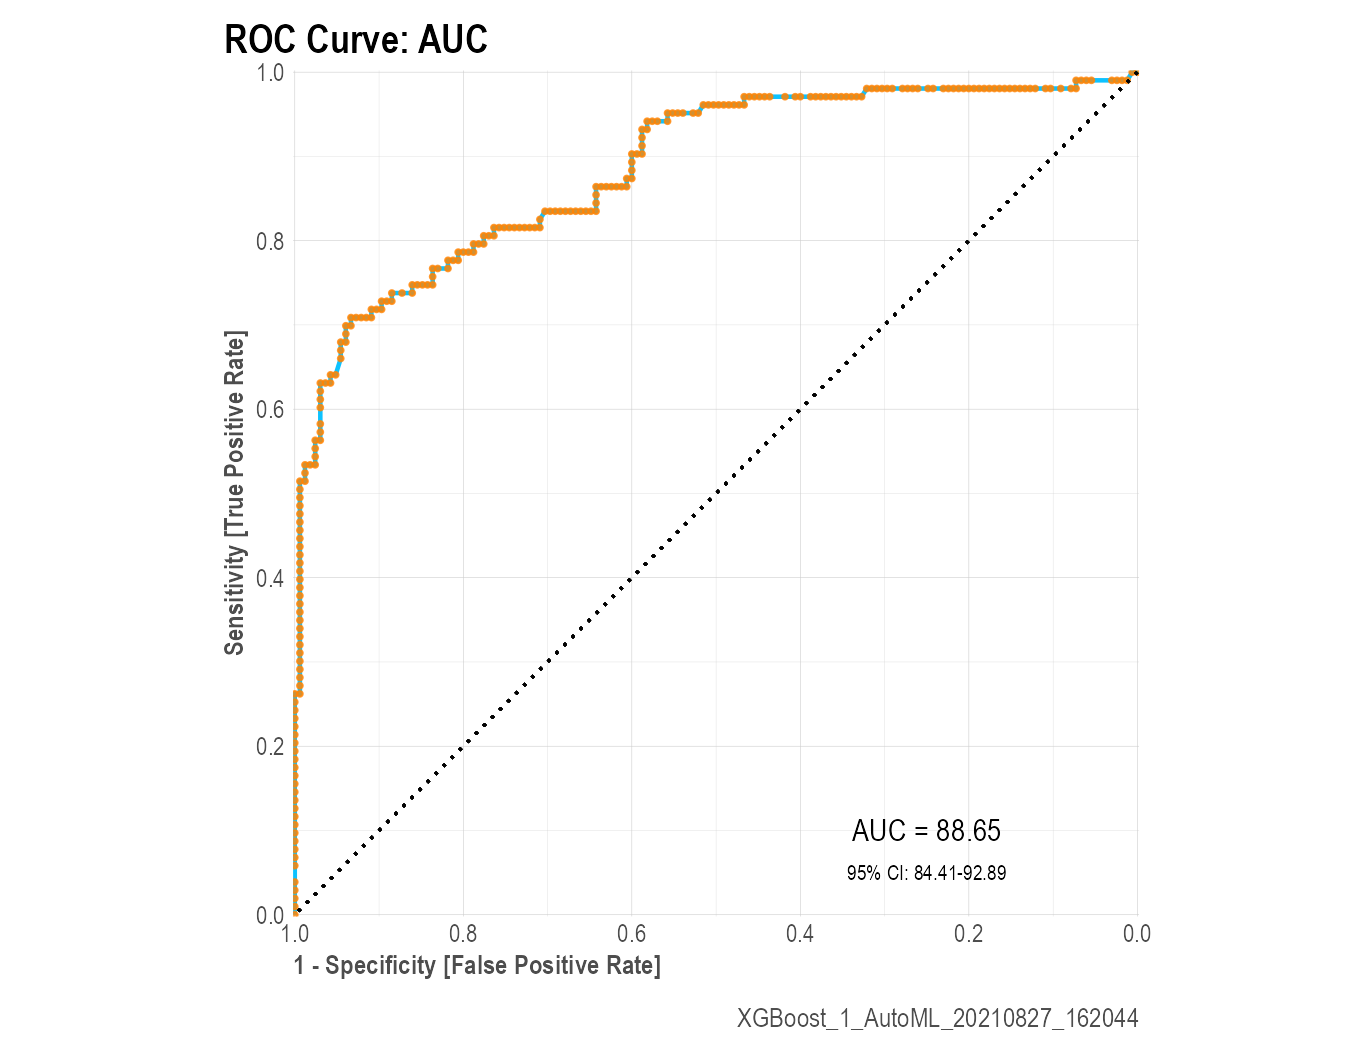 ROC Curve: AUC
Sensitivity [True Positive Rate]
1.0
0.8
0.6
0.4
0.2
0.0
AUC = 88.65
95% CI: 84.41-92.89
1.0 0.8 0.6 0.4 0.2 0.0
1 - Specificity [False Positive Rate]
XGBoost_1_AutoML_20210827_162044